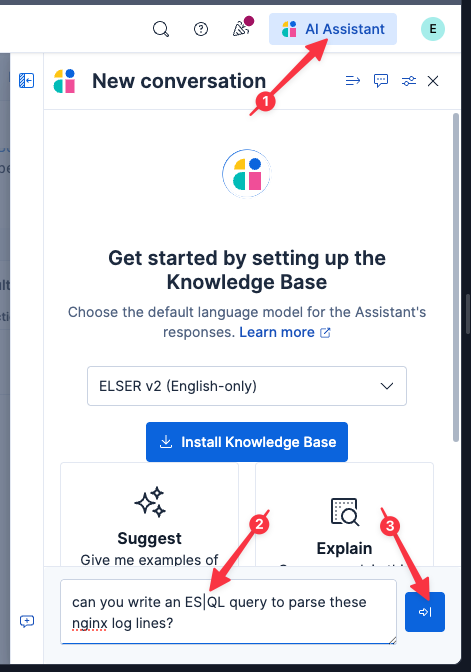 AI Assistant
E
1
New conversation
Get started by setting up the
Knowledge Base
Choose the default language model for the Assistant's
responses. Learn more
ELSER v2 (English-only)
Install Knowledge Base
2
3
Suggest
Explain
Give me examples of
can you write an ES|QL query to parse these
nginx log lines?